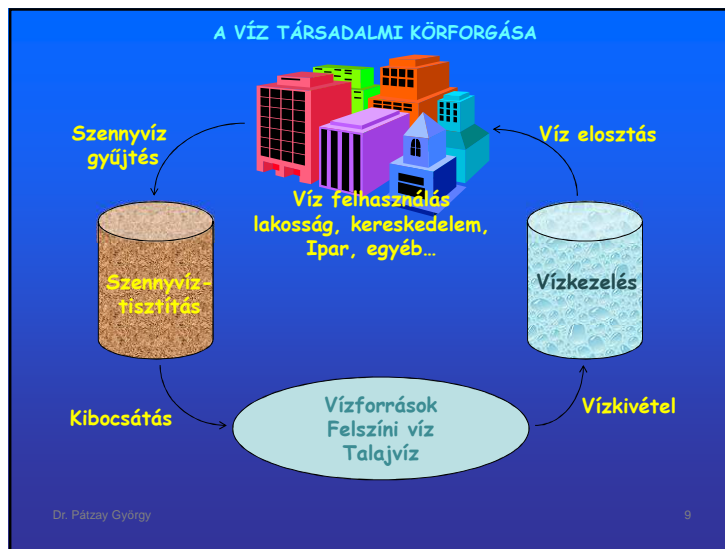 A VÍZ TÁRSADALMI KÖRFORGÁSA
Szennyvíz
gyűjtés
Víz elosztás
Víz felhasználás
lakosság, kereskedelem,
Ipar, egyéb…
Szennyvíz-
tisztítás
Vízkezelés
Kibocsátás
Vízforrások
Felszíni víz
Talajvíz
Vízkivétel
Dr. Pátzay György
9